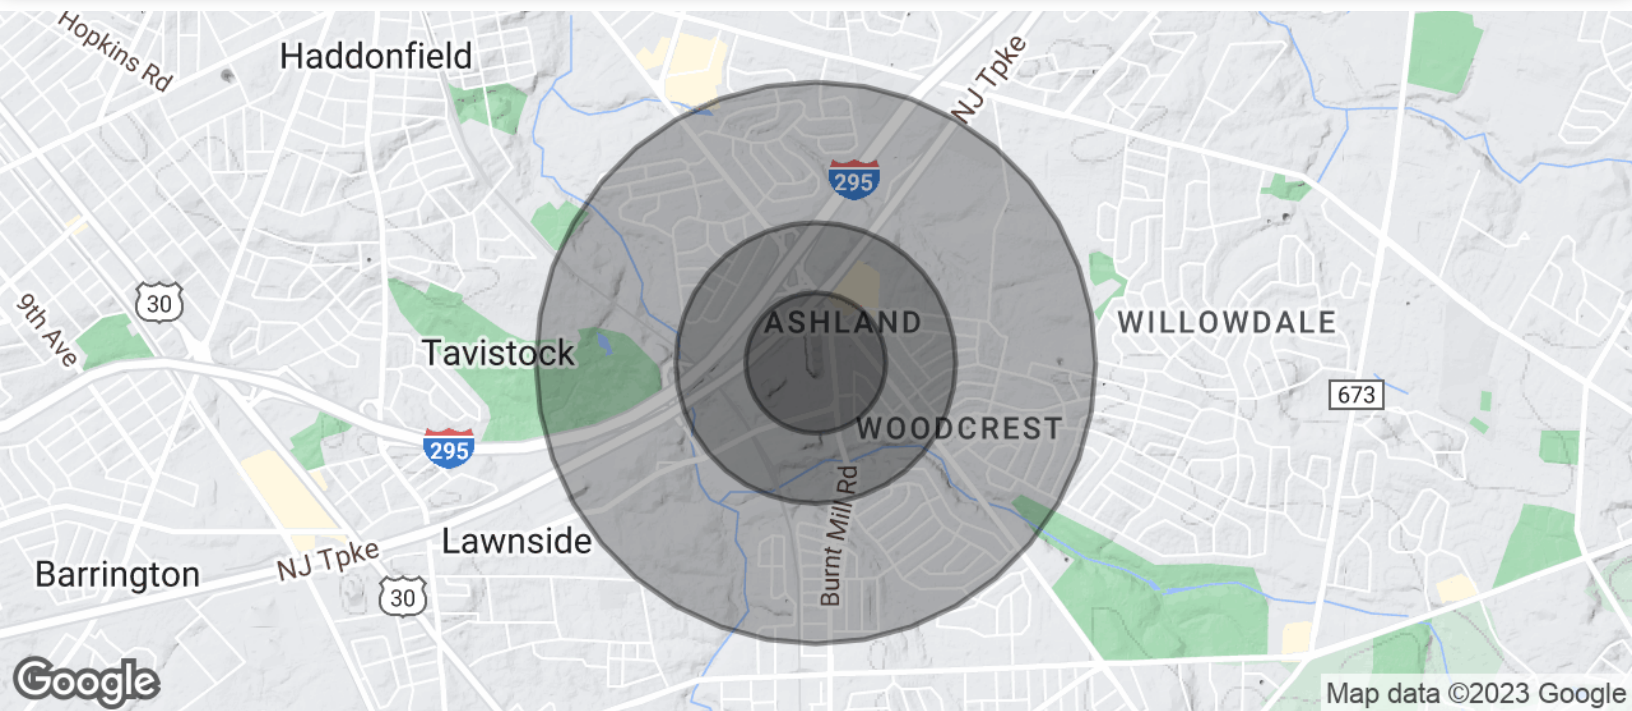 Hopkins Rd
Haddonfield
NJ Tpke
295
30
9th Ave
ASHLAND
WILLOWDALE
Tavistock
673
WOODCREST
295
Burnt Mill Rd
Lawnside
NJ Tpke
Barrington
30
Google
Map data ©2023 Google